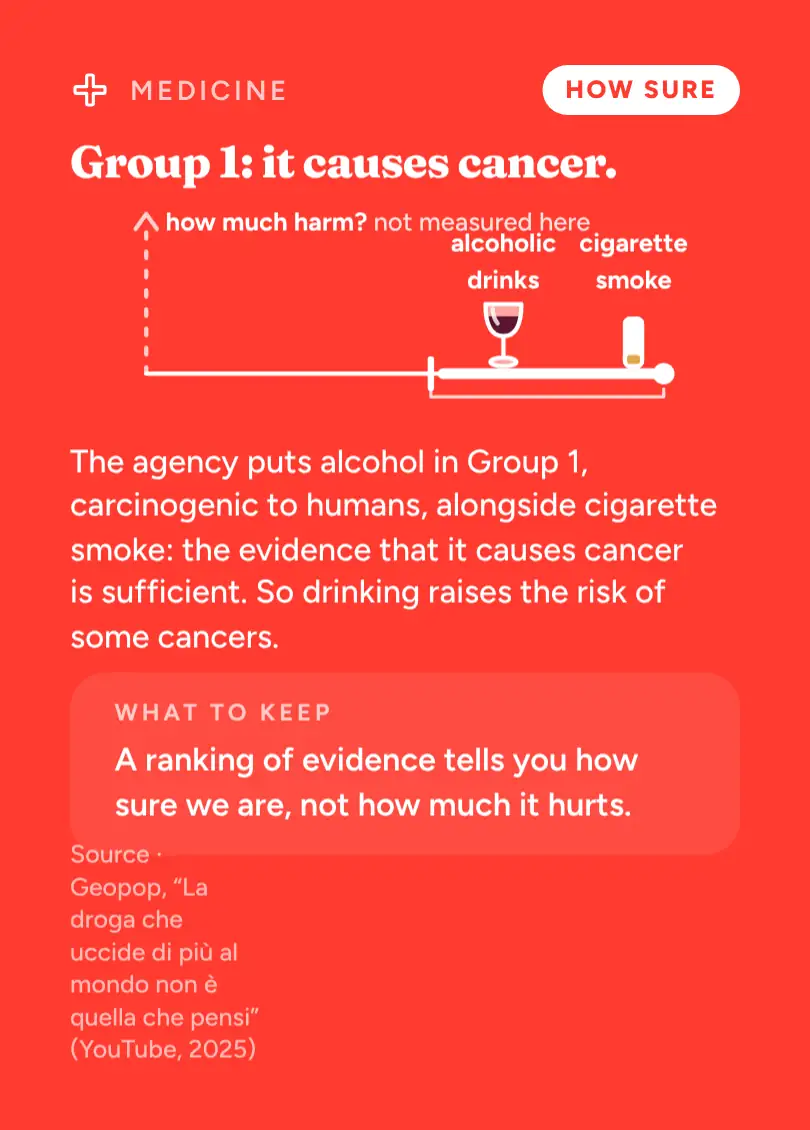 MEDICINE
HOW SURE
Group 1: it causes cancer.
how much harm? not measured here
alcoholic
drinks
cigarette
smoke
The agency puts alcohol in Group 1,
carcinogenic to humans, alongside cigarette
smoke: the evidence that it causes cancer
is sufficient. So drinking raises the risk of
some cancers.
WHAT TO KEEP
A ranking of evidence tells you how
sure we are, not how much it hurts.
Source ·
Geopop, “La
droga che
uccide di più al
mondo non è
quella che pensi”
(YouTube, 2025)